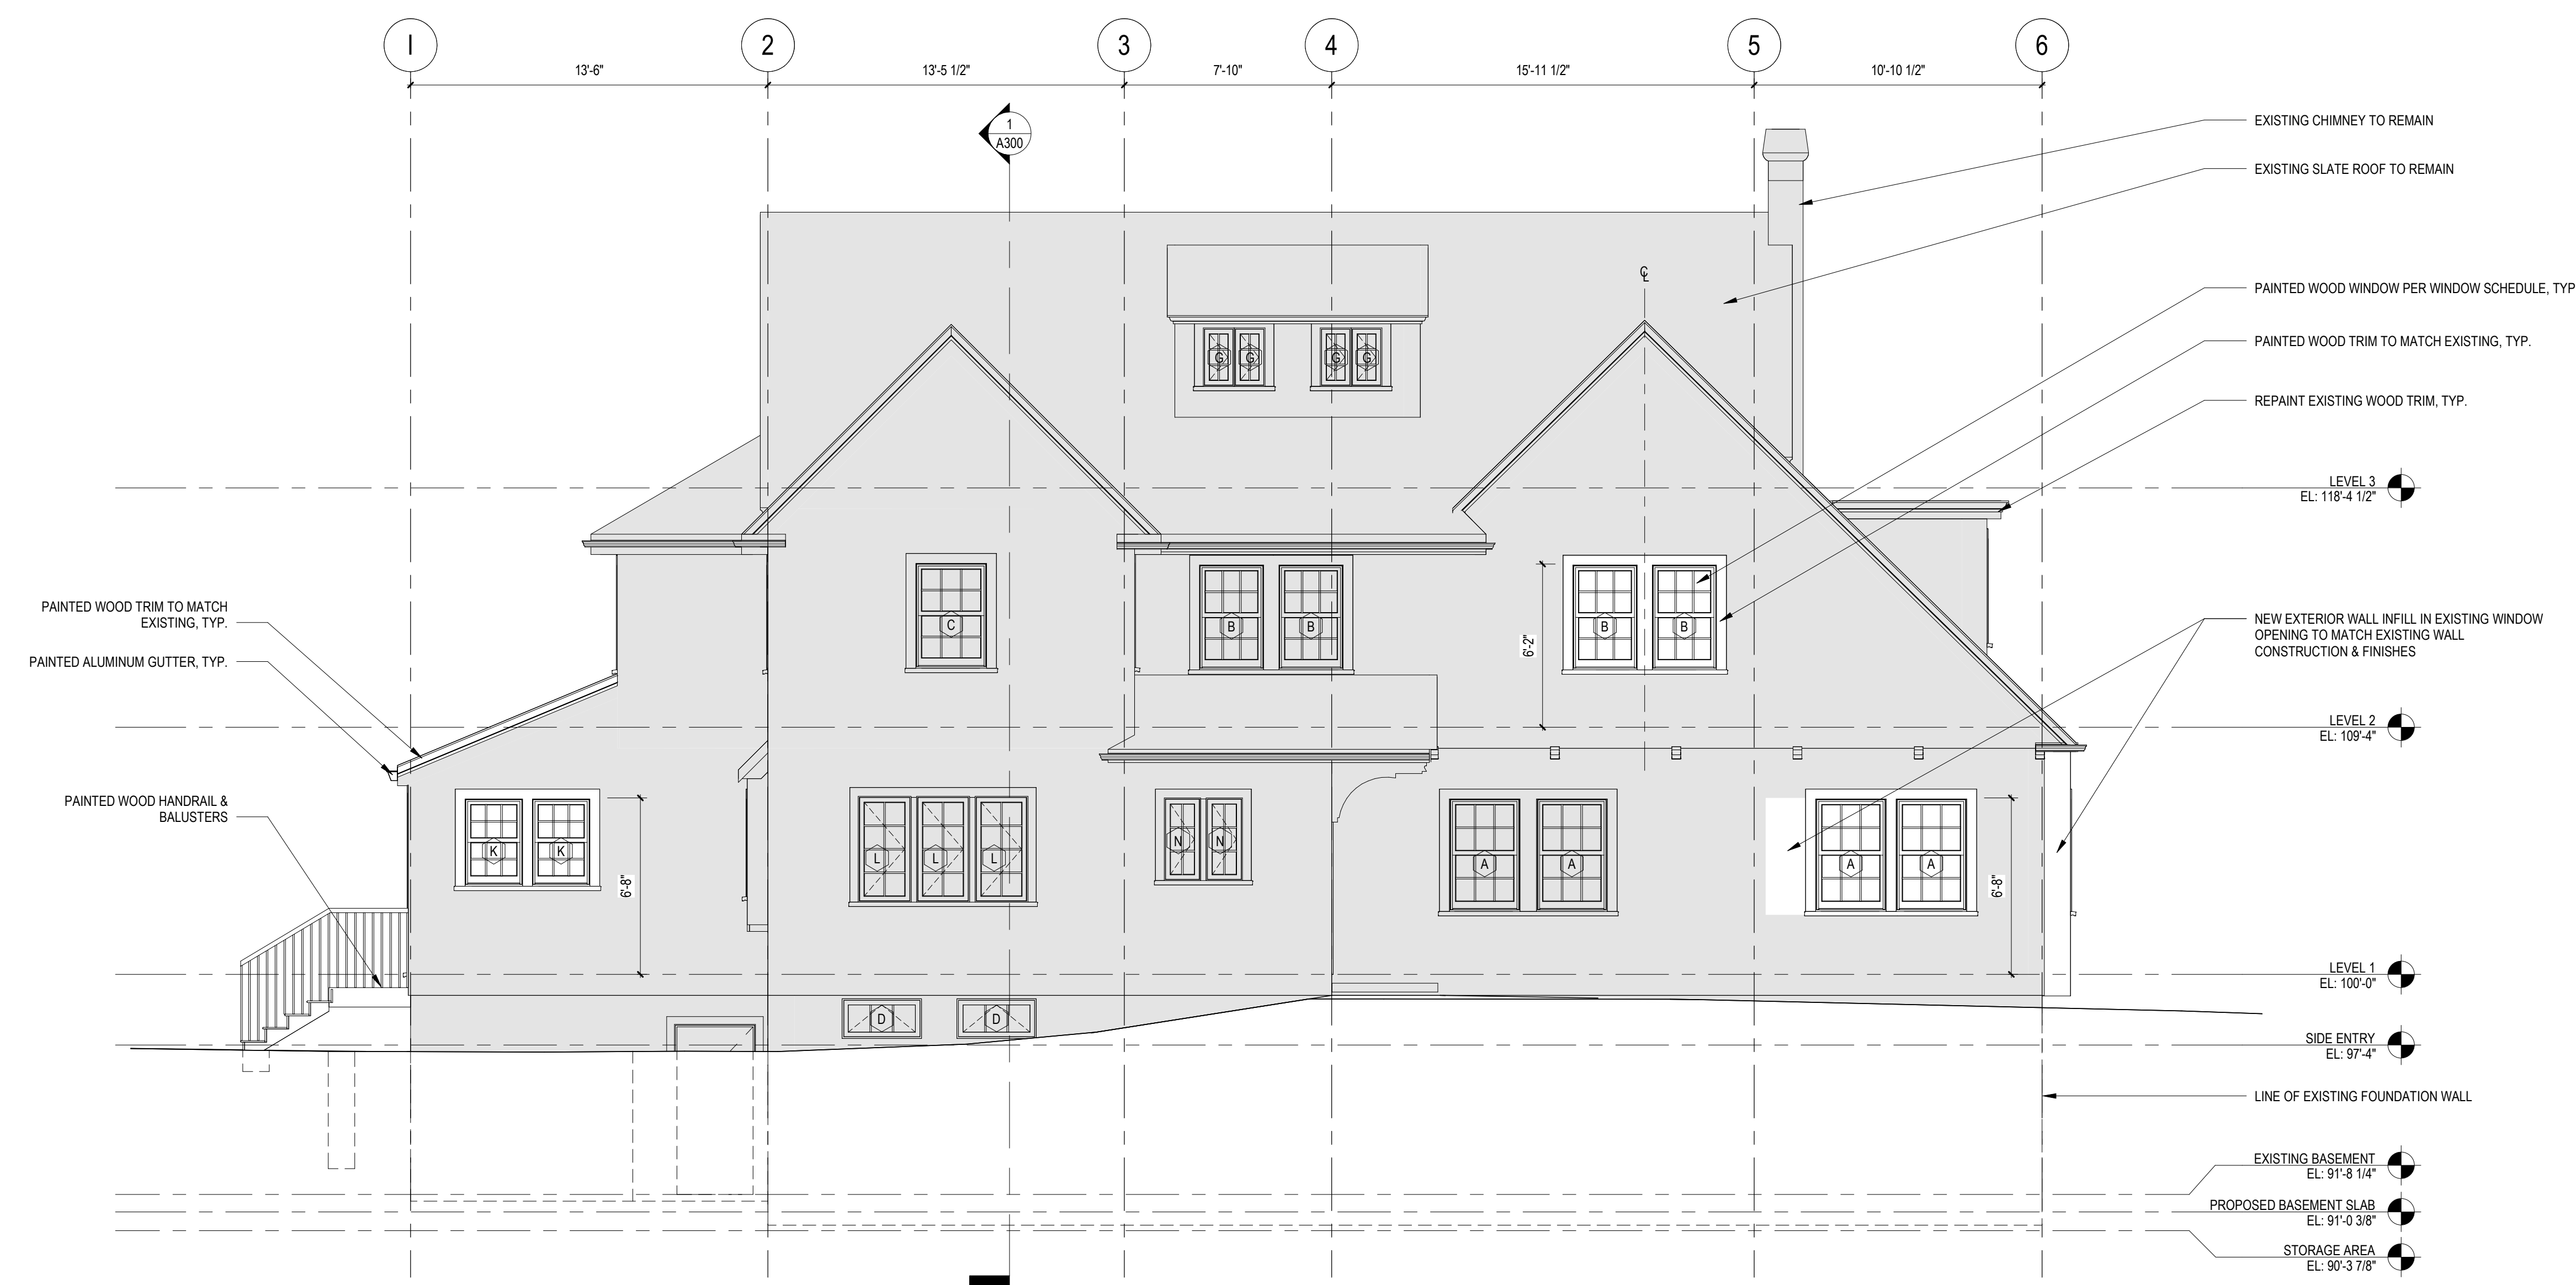 1
2
3
4
5
6
13'-6"
13'-5 1/2"
7'-10"
15'-11 1/2"
10'-10 1/2"
1
A300
EXISTING CHIMNEY TO REMAIN
EXISTING SLATE ROOF TO REMAIN
℄
PAINTED WOOD WINDOW PER WINDOW SCHEDULE, TYP
PAINTED WOOD TRIM TO MATCH EXISTING, TYP.
G
G
G
G
REPAINT EXISTING WOOD TRIM, TYP.
LEVEL 3
EL: 118'-4 1/2"
PAINTED WOOD TRIM TO MATCH
EXISTING, TYP.
PAINTED ALUMINUM GUTTER, TYP.
C
B
B
6'-2"
B
B
NEW EXTERIOR WALL INFILL IN EXISTING WINDOW
OPENING TO MATCH EXISTING WALL
CONSTRUCTION & FINISHES
LEVEL 2
EL: 109'-4"
PAINTED WOOD HANDRAIL &
BALUSTERS
K
K
6'-8"
L
L
L
N
N
A
A
A
A
6'-8"
LEVEL 1
EL: 100'-0"
D
D
SIDE ENTRY
EL: 97'-4"
LINE OF EXISTING FOUNDATION WALL
EXISTING BASEMENT
EL: 91'-8 1/4"
PROPOSED BASEMENT SLAB
EL: 91'-0 3/8"
STORAGE AREA
EL: 90'-3 7/8"